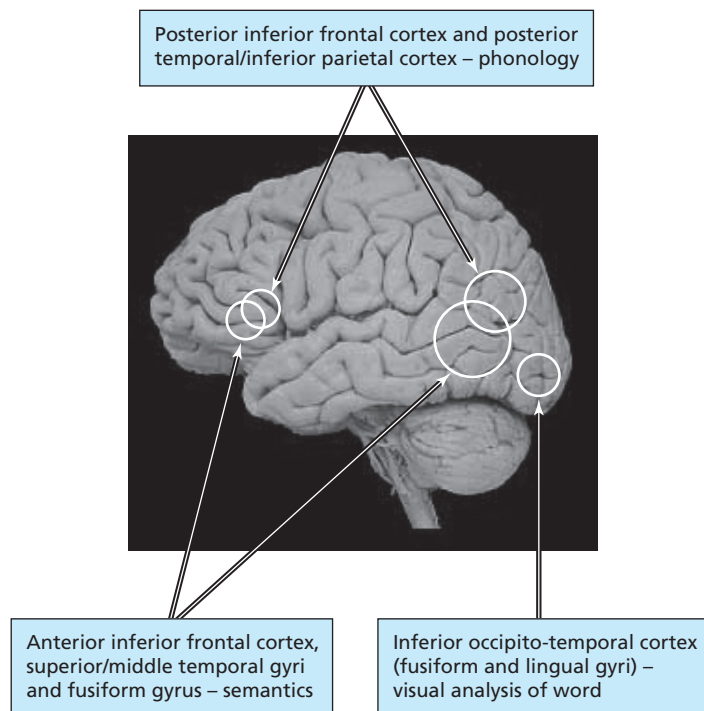 Posterior inferior frontal cortex and posterior
temporal/inferior parietal cortex – phonology
Anterior inferior frontal cortex,
superior/middle temporal gyri
and fusiform gyrus – semantics
Inferior occipito-temporal cortex
(fusiform and lingual gyri) –
visual analysis of word